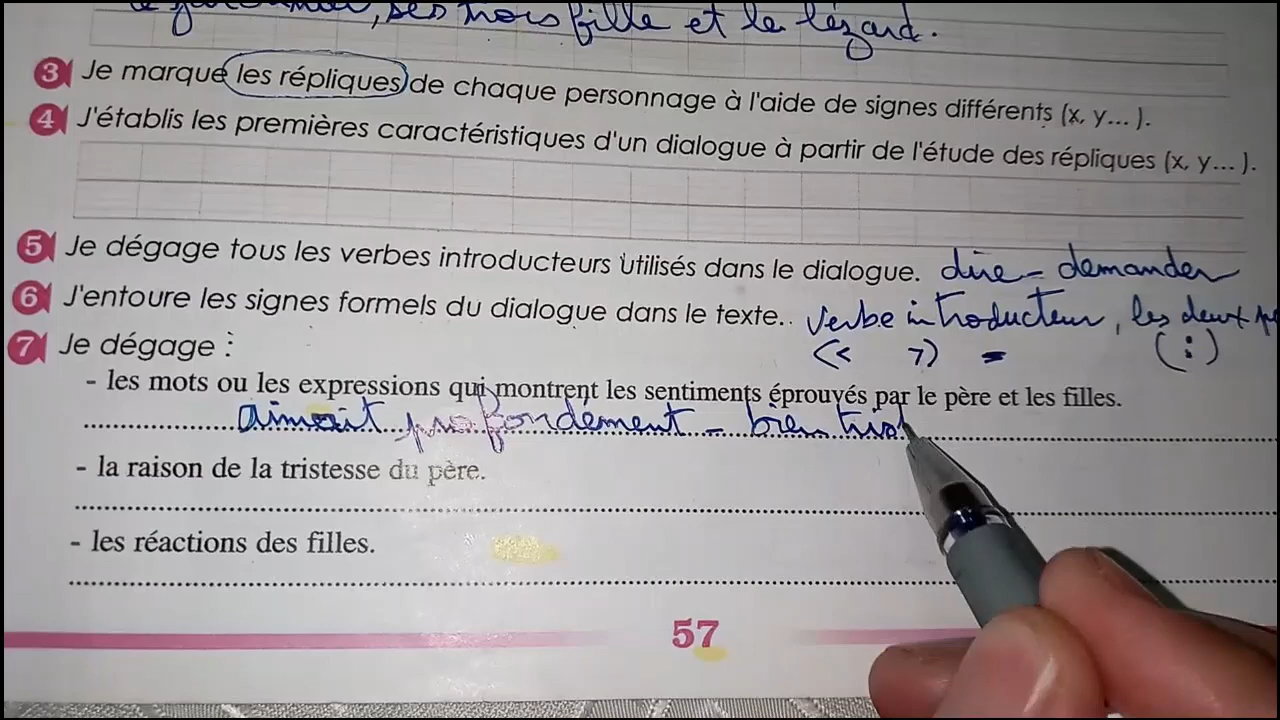 le jardinier, ses trois fille et le lézard.
3 Je marque les répliques de chaque personnage à l'aide de signes différents (x, y... ).
4 J'établis les premières caractéristiques d'un dialogue à partir de l'étude des répliques (x, y... ).
5 Je dégage tous les verbes introducteurs utilisés dans le dialogue. dire - demander
6 J'entoure les signes formels du dialogue dans le texte. verbe introducteur, les deux
<< >> - (:)
7 Je dégage :
- les mots ou les expressions qui montrent les sentiments éprouvés par le père et les filles.
aimait profondement - bien
- la raison de la tristesse du père.
- les réactions des filles.
57